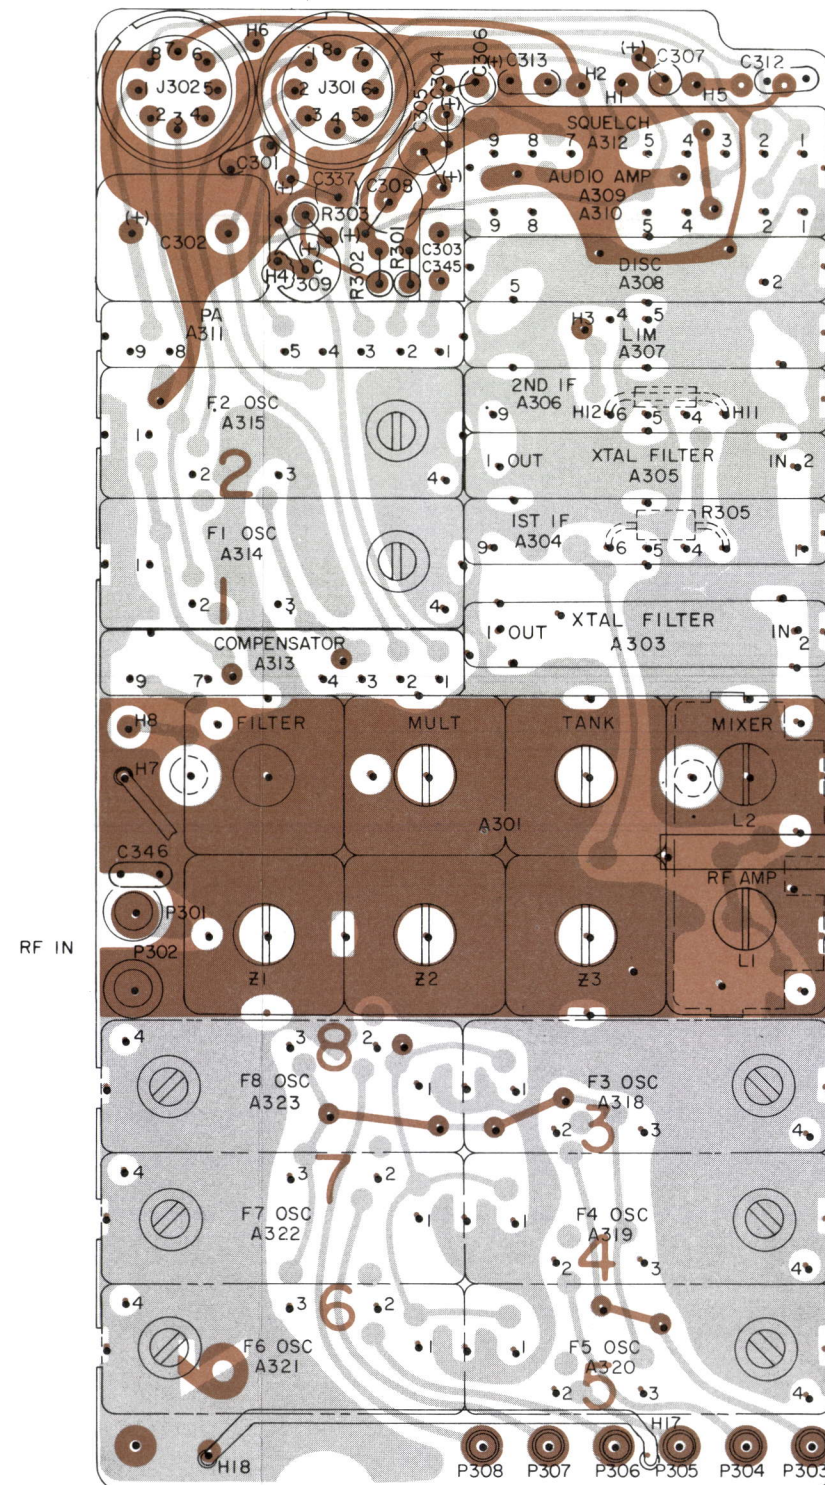 H6
8 7 6
J302
1 5
2 3 4
1 8 7
J301
2 6
3 4 5
C304
(+)
C306
C313
H2
(+)
C307
H1
H5
C312
C305
(+)
(+)
C301
(+)
C337
C308
R303
(+)
(+)
C302
(+)
H4
C309
R302
R301
C303
C345
SQUELCH
A312
9 8 7 5 4 3 2 1
AUDIO AMP
A309
A310
9 8 5 4 2 1
DISC
A308
5 2
PA
A311
9 8 5 4 3 2 1
H3
4 5
LIM
A307
F2 OSC
A315
1
2 2 3 4
2ND IF
A306
9 H12 6 5 4 H11
1 OUT XTAL FILTER IN 2
A305
F1 OSC
A314
1
2 1 3 4
1ST IF
A304
R305
9 6 5 4 1
COMPENSATOR
A313
9 7 4 3 2 1
1 OUT XTAL FILTER IN 2
A303
H8
FILTER MULT TANK MIXER
H7
A301
L2
C346
P301
RF AMP
RF IN
P302
Z1 Z2 Z3 L1
4 3 8 2
F8 OSC
A323
1
F3 OSC
A318
2 3 3 4
4 3 7 2
F7 OSC
A322
1
1
F4 OSC
A319
2 4 3 4
4 3 6 2
F6 OSC
A321
1
1
F5 OSC
A320
2 5 3 4
H18
H17
P308 P307 P306 P305 P304 P303